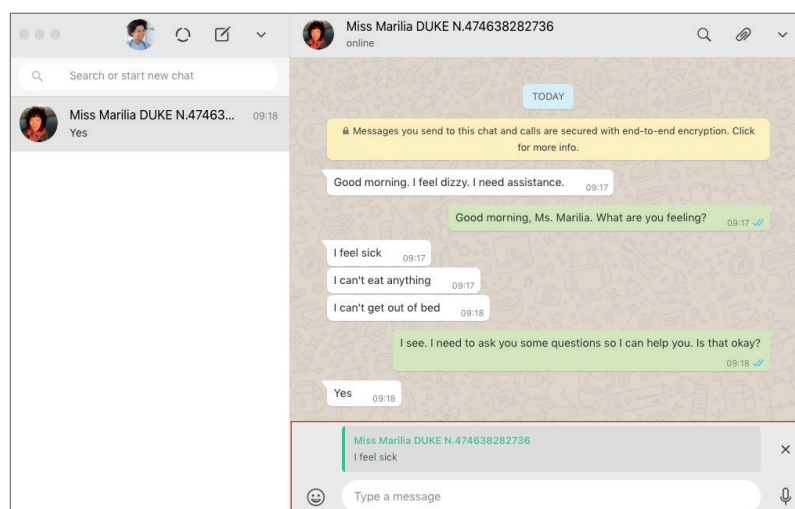 Miss Marilia DUKE N.474638282736
online
Search or start new chat
Miss Marilia DUKE N.47463... 09:18
Yes
TODAY
Messages you send to this chat and calls are secured with end-to-end encryption. Click
for more info.
Good morning. I feel dizzy. I need assistance. 09:17
Good morning, Ms. Marilia. What are you feeling? 09:17
I feel sick 09:17
I can't eat anything 09:17
I can't get out of bed 09:18
I see. I need to ask you some questions so I can help you. Is that okay?
09:18
Yes 09:18
Miss Marilia DUKE N.474638282736
I feel sick
Type a message